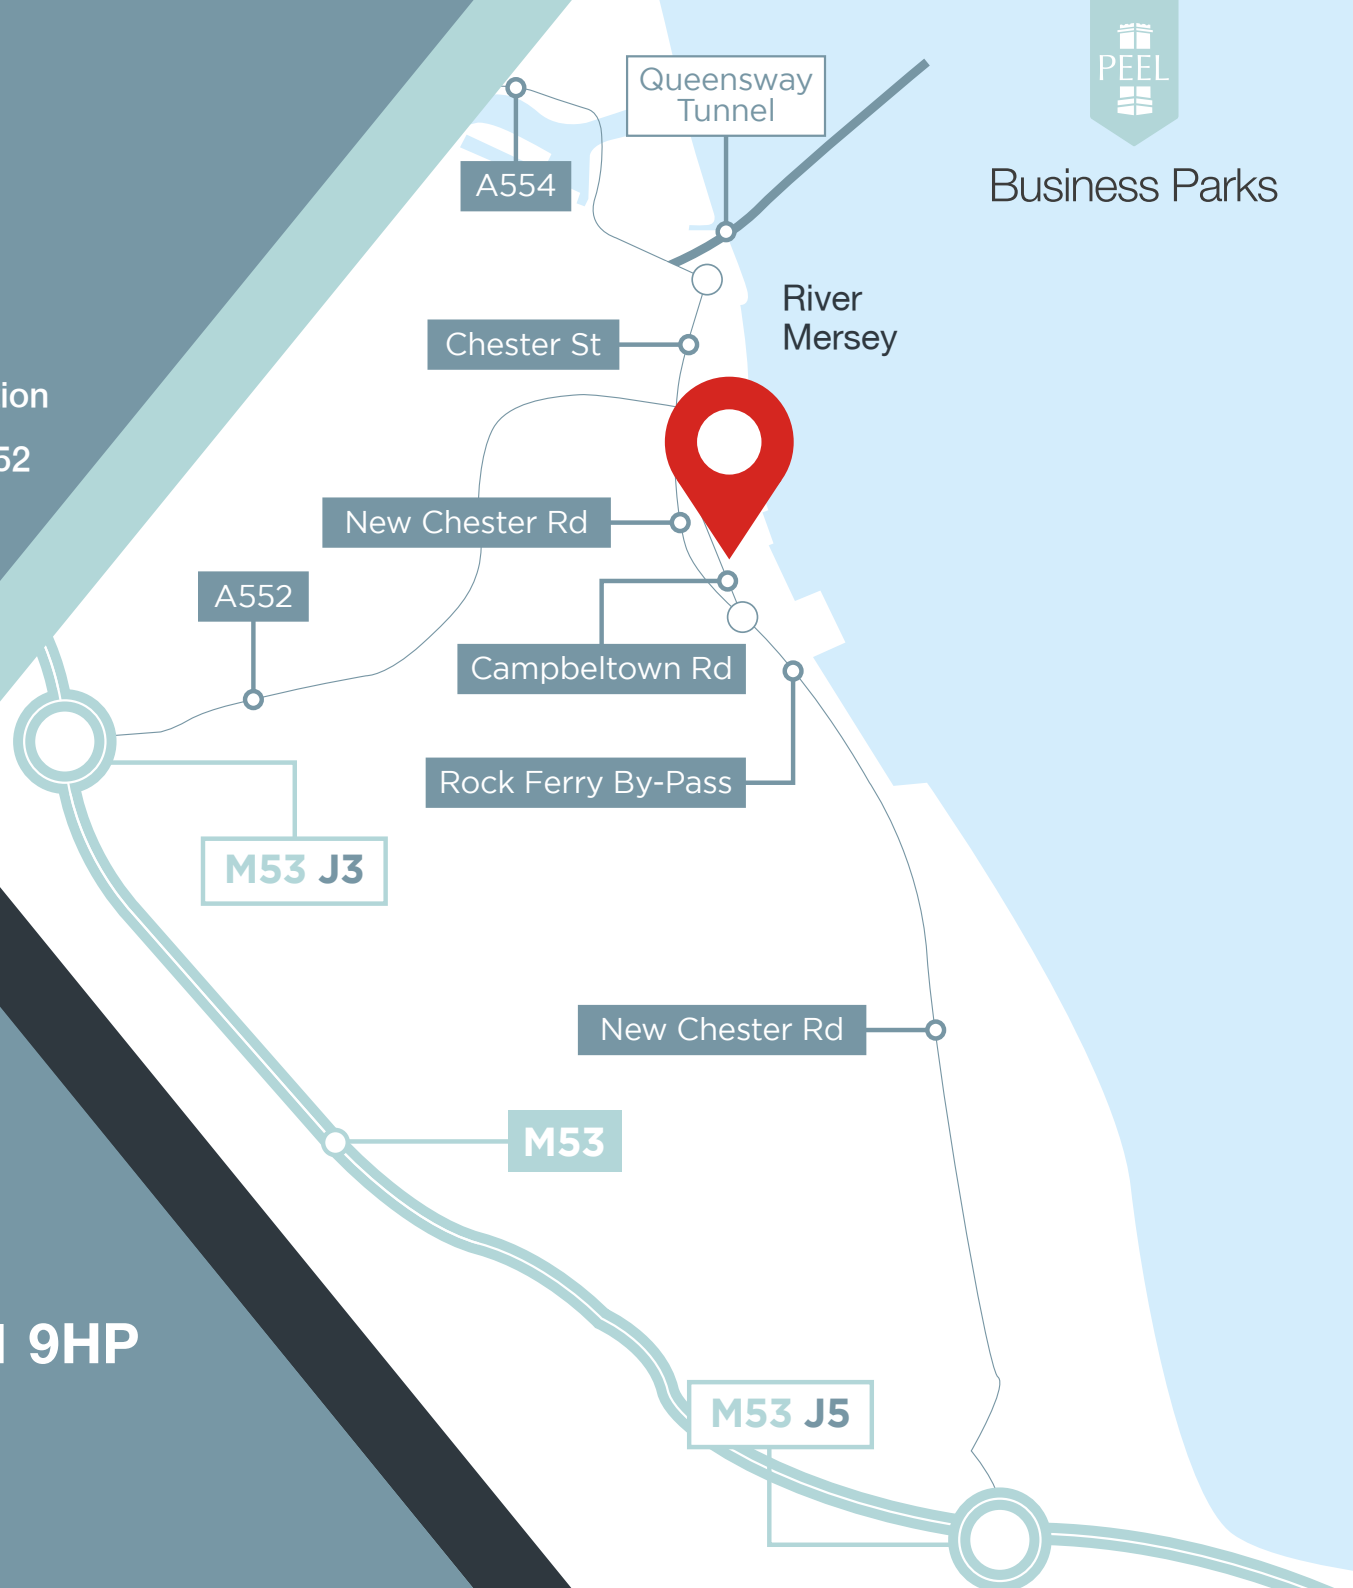 PEEL
Business Parks
Queensway
Tunnel
A554
River
Mersey
Chester St
ion
52
New Chester Rd
A552
Campbeltown Rd
Rock Ferry By-Pass
M53 J3
New Chester Rd
M53
9HP
M53 J5